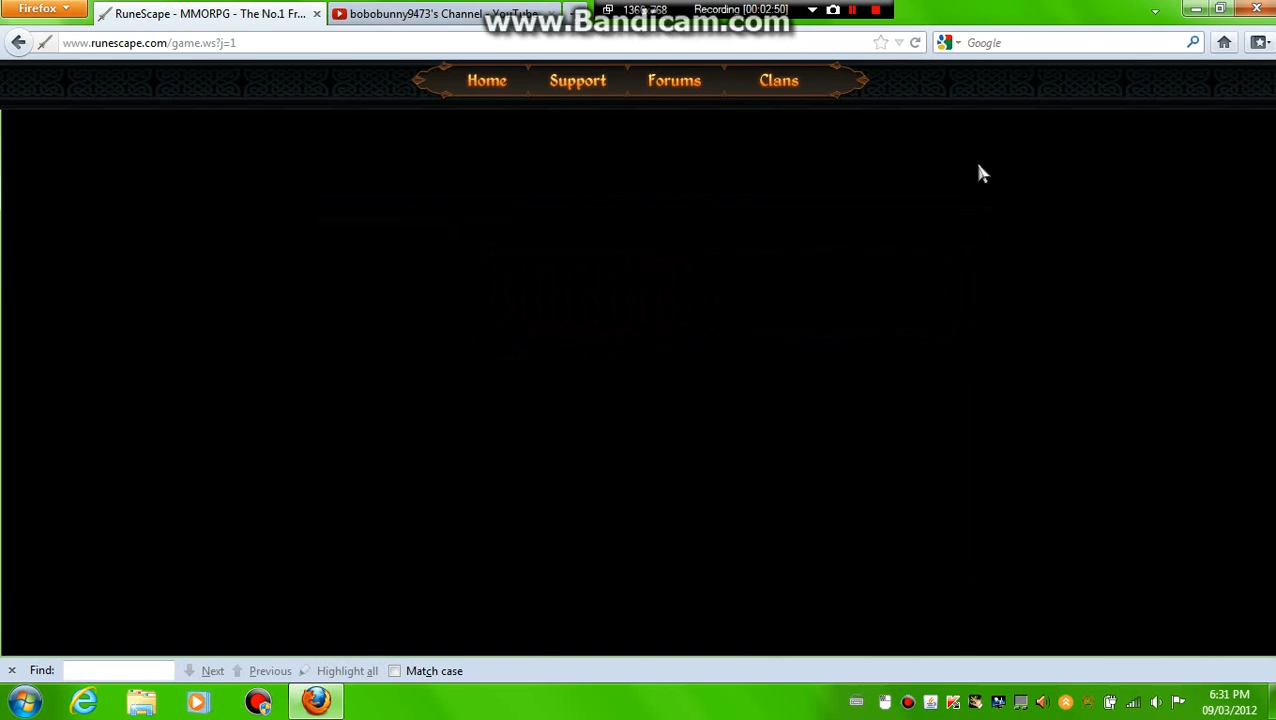 Firefox
RuneScape - MMORPG - The No.1 Fr...
bobobunny9473's Channel - YouTube
Recording [00:02:50]
www.Bandicam.com
www.runescape.com/game.ws?j=1
Google
Home
Support
Forums
Clans
Find:
Next
Previous
Highlight all
Match case
6:31 PM
09/03/2012